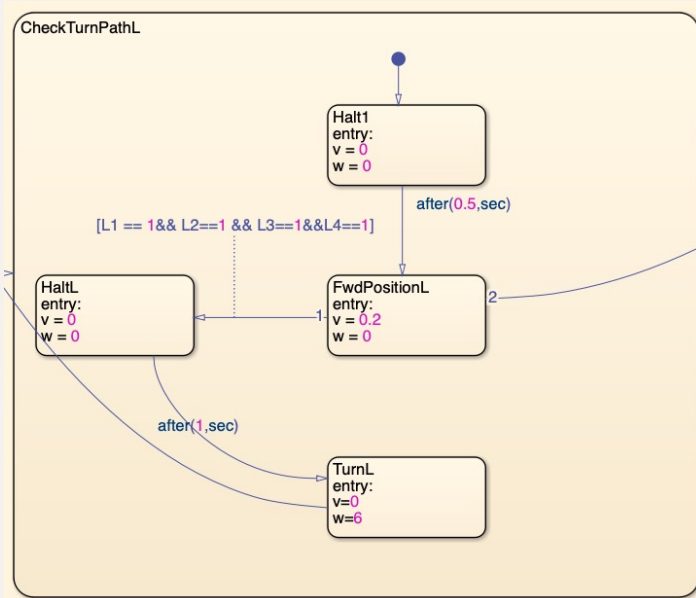 CheckTurnPathL
Halt1
entry:
v = 0
w = 0
after(0.5,sec)
[L1 == 1&& L2==1 && L3==1&&L4==1]
HaltL
entry:
v = 0
w = 0
1
FwdPositionL
entry:
v = 0.2
w = 0
2
after(1,sec)
TurnL
entry:
v=0
w=6